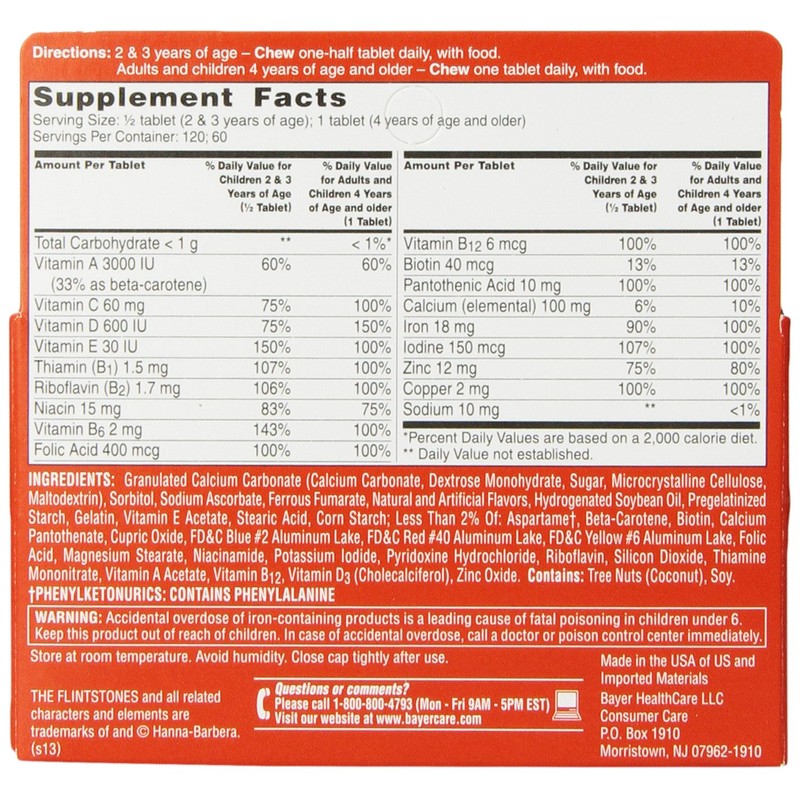 Directions: 2 & 3 years of age – Chew one-half tablet daily, with food.
Adults and children 4 years of age and older – Chew one tablet daily, with food.
Supplement Facts
Serving Size: ½ tablet (2 & 3 years of age); 1 tablet (4 years of age and older)
Servings Per Container: 120; 60
Amount Per Tablet
% Daily Value for
Children 2 & 3
Years of Age
(½ Tablet)
% Daily Value
for Adults and
Children 4 Years
of Age and older
(1 Tablet)
Total Carbohydrate < 1 g ** < 1%*
Vitamin A 3000 IU 60% 60%
(33% as beta-carotene)
Vitamin C 60 mg 75% 100%
Vitamin D 600 IU 75% 150%
Vitamin E 30 IU 150% 100%
Thiamin (B1) 1.5 mg 107% 100%
Riboflavin (B2) 1.7 mg 106% 100%
Niacin 15 mg 83% 75%
Vitamin B6 2 mg 143% 100%
Folic Acid 400 mcg 100% 100%
Amount Per Tablet
% Daily Value for
Children 2 & 3
Years of Age
(½ Tablet)
% Daily Value
for Adults and
Children 4 Years
of Age and older
(1 Tablet)
Vitamin B12 6 mcg 100% 100%
Biotin 40 mcg 13% 13%
Pantothenic Acid 10 mg 100% 100%
Calcium (elemental) 100 mg 6% 10%
Iron 18 mg 90% 100%
Iodine 150 mcg 107% 100%
Zinc 12 mg 75% 80%
Copper 2 mg 100% 100%
Sodium 10 mg ** <1%
*Percent Daily Values are based on a 2,000 calorie diet.
** Daily Value not established.
INGREDIENTS: Granulated Calcium Carbonate (Calcium Carbonate, Dextrose Monohydrate, Sugar, Microcrystalline Cellulose,
Maltodextrin), Sorbitol, Sodium Ascorbate, Ferrous Fumarate, Natural and Artificial Flavors, Hydrogenated Soybean Oil, Pregelatinized
Starch, Gelatin, Vitamin E Acetate, Stearic Acid, Corn Starch; Less Than 2% Of: Aspartame†, Beta-Carotene, Biotin, Calcium
Pantothenate, Cupric Oxide, FD&C Blue #2 Aluminum Lake, FD&C Red #40 Aluminum Lake, FD&C Yellow #6 Aluminum Lake, Folic
Acid, Magnesium Stearate, Niacinamide, Potassium Iodide, Pyridoxine Hydrochloride, Riboflavin, Silicon Dioxide, Thiamine
Mononitrate, Vitamin A Acetate, Vitamin B12, Vitamin D3 (Cholecalciferol), Zinc Oxide. Contains: Tree Nuts (Coconut), Soy.
†PHENYLKETONURICS: CONTAINS PHENYLALANINE
WARNING: Accidental overdose of iron-containing products is a leading cause of fatal poisoning in children under 6.
Keep this product out of reach of children. In case of accidental overdose, call a doctor or poison control center immediately.
Store at room temperature. Avoid humidity. Close cap tightly after use.
THE FLINTSTONES and all related
characters and elements are
trademarks of and © Hanna-Barbera.
(s13)
Questions or comments?
Please call 1-800-800-4793 (Mon - Fri 9AM - 5PM EST)
Visit our website at www.bayercare.com
Made in the USA of US and
Imported Materials
Bayer HealthCare LLC
Consumer Care
P.O. Box 1910
Morristown, NJ 07962-1910